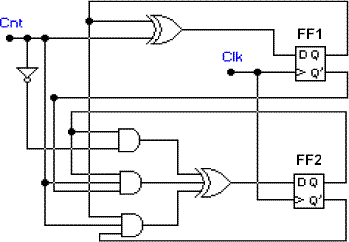 Cnt
FF1
D Q
Q'
Clk
FF2
D Q
Q'